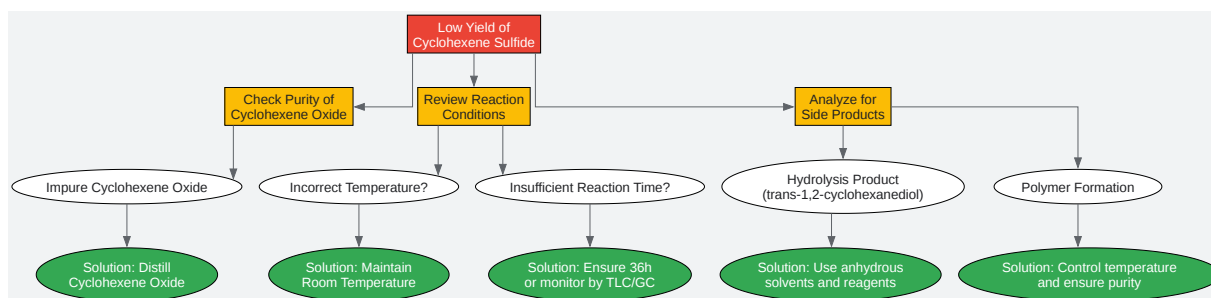 Low Yield of
Cyclohexene Sulfide
Check Purity of
Cyclohexene Oxide
Review Reaction
Conditions
Analyze for
Side Products
Impure Cyclohexene Oxide
Incorrect Temperature?
Insufficient Reaction Time?
Hydrolysis Product
(trans-1,2-cyclohexanediol)
Polymer Formation
Solution: Distill
Cyclohexene Oxide
Solution: Maintain
Room Temperature
Solution: Ensure 36h
or monitor by TLC/GC
Solution: Use anhydrous
solvents and reagents
Solution: Control temperature
and ensure purity